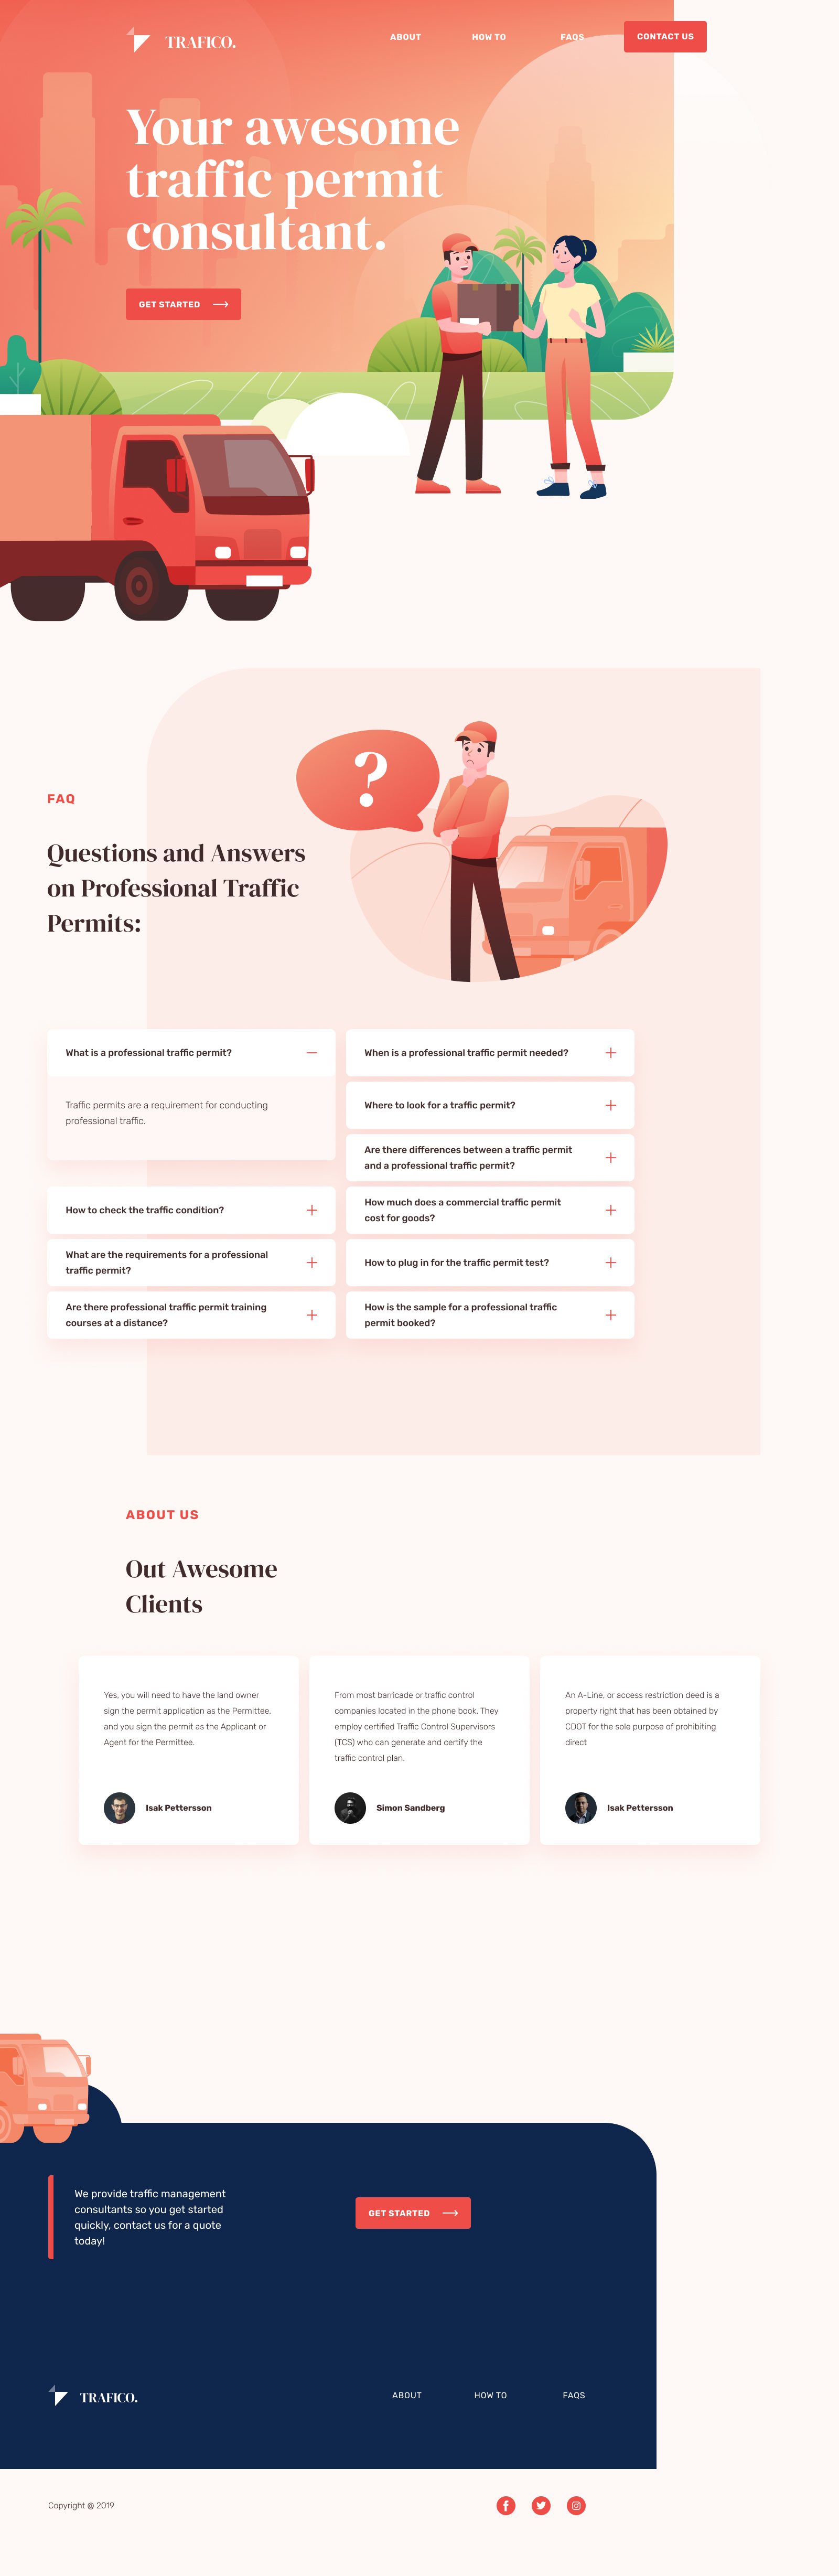 TRAFICO.
ABOUT
HOW TO
FAQS
CONTACT US
Your awesome
traffic permit
consultant.
GET STARTED
?
FAQ
Questions and Answers
on Professional Traffic
Permits:
What is a professional traffic permit?
Traffic permits are a requirement for conducting
professional traffic.
How to check the traffic condition?
What are the requirements for a professional
traffic permit?
Are there professional traffic permit training
courses at a distance?
When is a professional traffic permit needed?
Where to look for a traffic permit?
Are there differences between a traffic permit
and a professional traffic permit?
How much does a commercial traffic permit
cost for goods?
How to plug in for the traffic permit test?
How is the sample for a professional traffic
permit booked?
ABOUT US
Out Awesome
Clients
Yes, you will need to have the land owner
sign the permit application as the Permittee,
and you sign the permit as the Applicant or
Agent for the Permittee.
Isak Pettersson
From most barricade or traffic control
companies located in the phone book. They
employ certified Traffic Control Supervisors
(TCS) who can generate and certify the
traffic control plan.
Simon Sandberg
An A-Line, or access restriction deed is a
property right that has been obtained by
CDOT for the sole purpose of prohibiting
direct
Isak Pettersson
We provide traffic management
consultants so you get started
quickly, contact us for a quote
today!
GET STARTED
TRAFICO.
ABOUT
HOW TO
FAQS
Copyright @ 2019